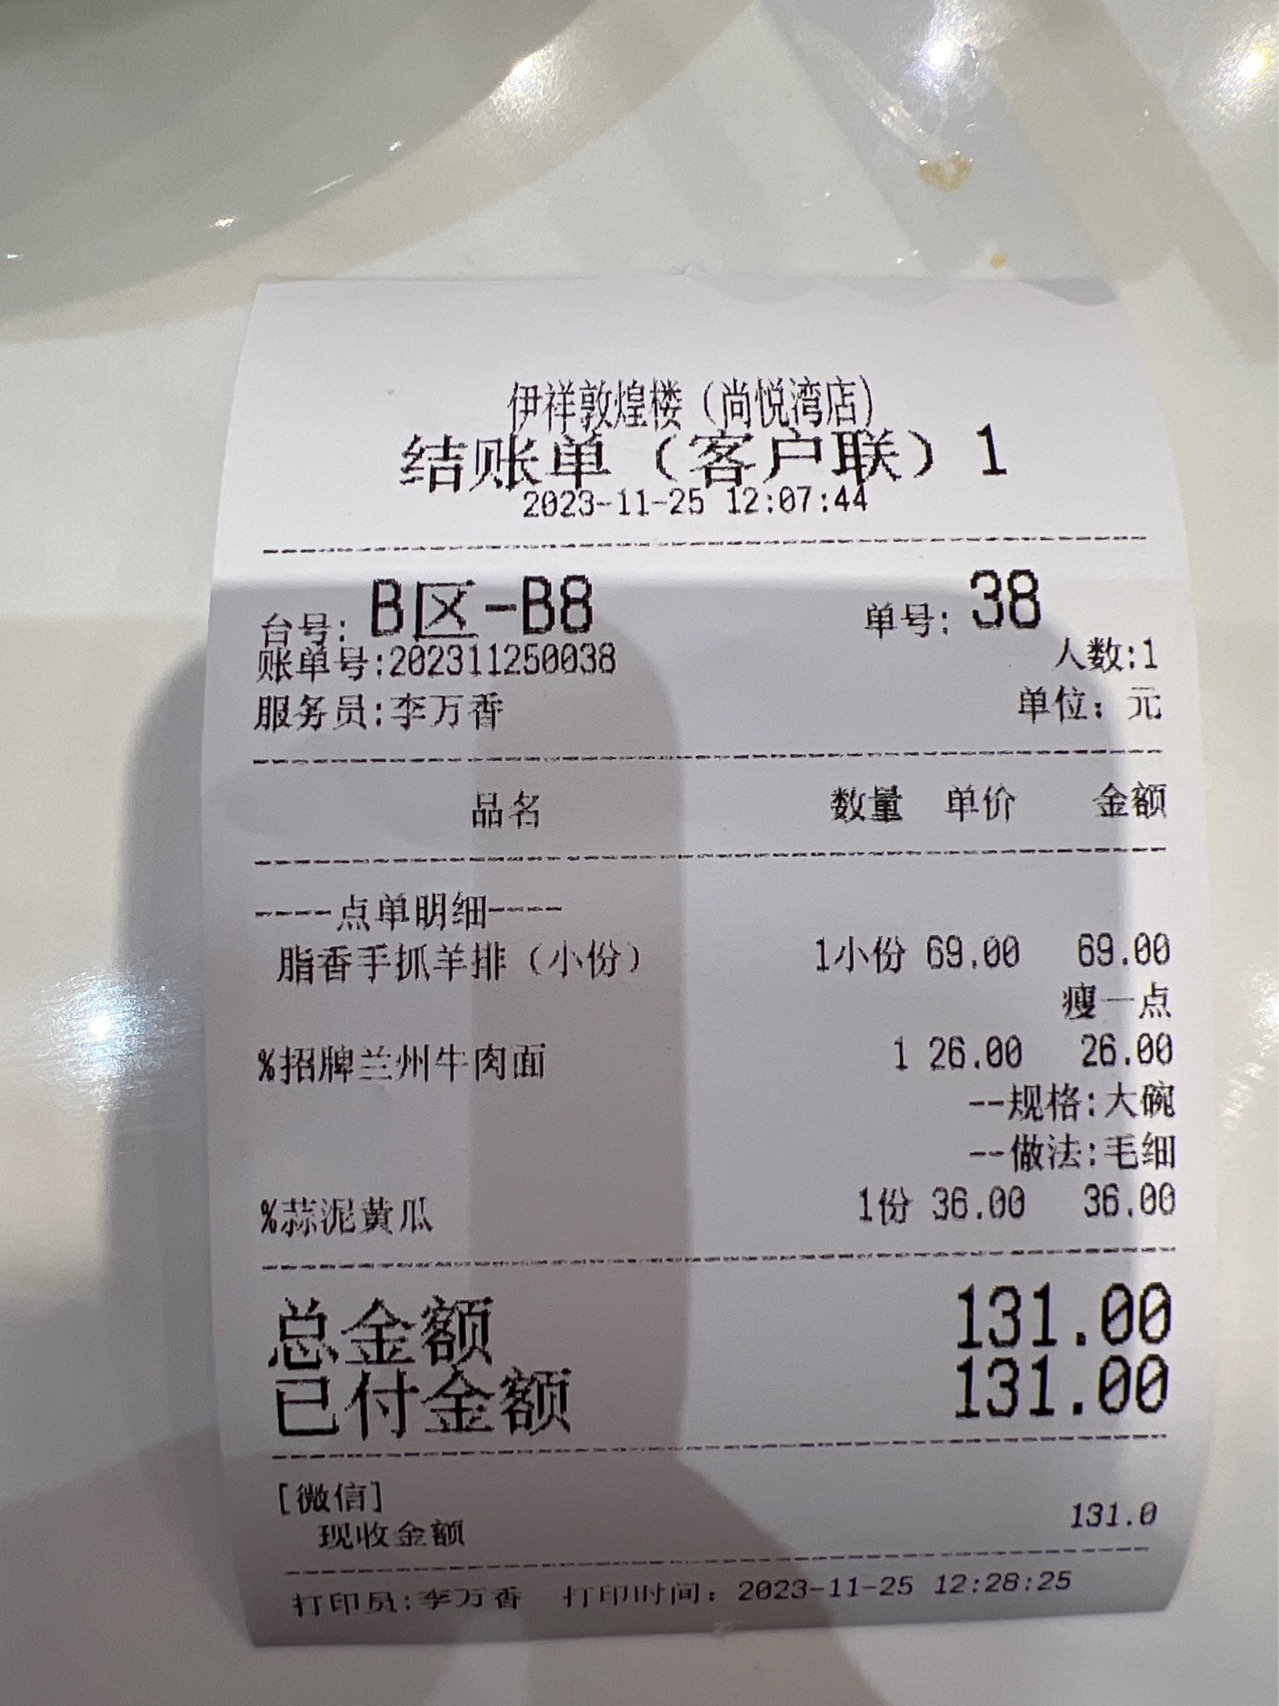 伊祥敦煌楼（尚悦湾店）
结账单（客户联）1
2023-11-25 12:07:44
台号: B区-B8 单号: 38
账单号:202311250038 人数:1
服务员:李万香 单位：元
品名 数量 单价 金额
----点单明细----
脂香手抓羊排（小份） 1小份 69.00 69.00
瘦一点
%招牌兰州牛肉面 1 26.00 26.00
--规格:大碗
--做法:毛细
%蒜泥黄瓜 1份 36.00 36.00
总金额 131.00
已付金额 131.00
[微信]
现收金额 131.0
打印员:李万香 打印时间：2023-11-25 12:28:25